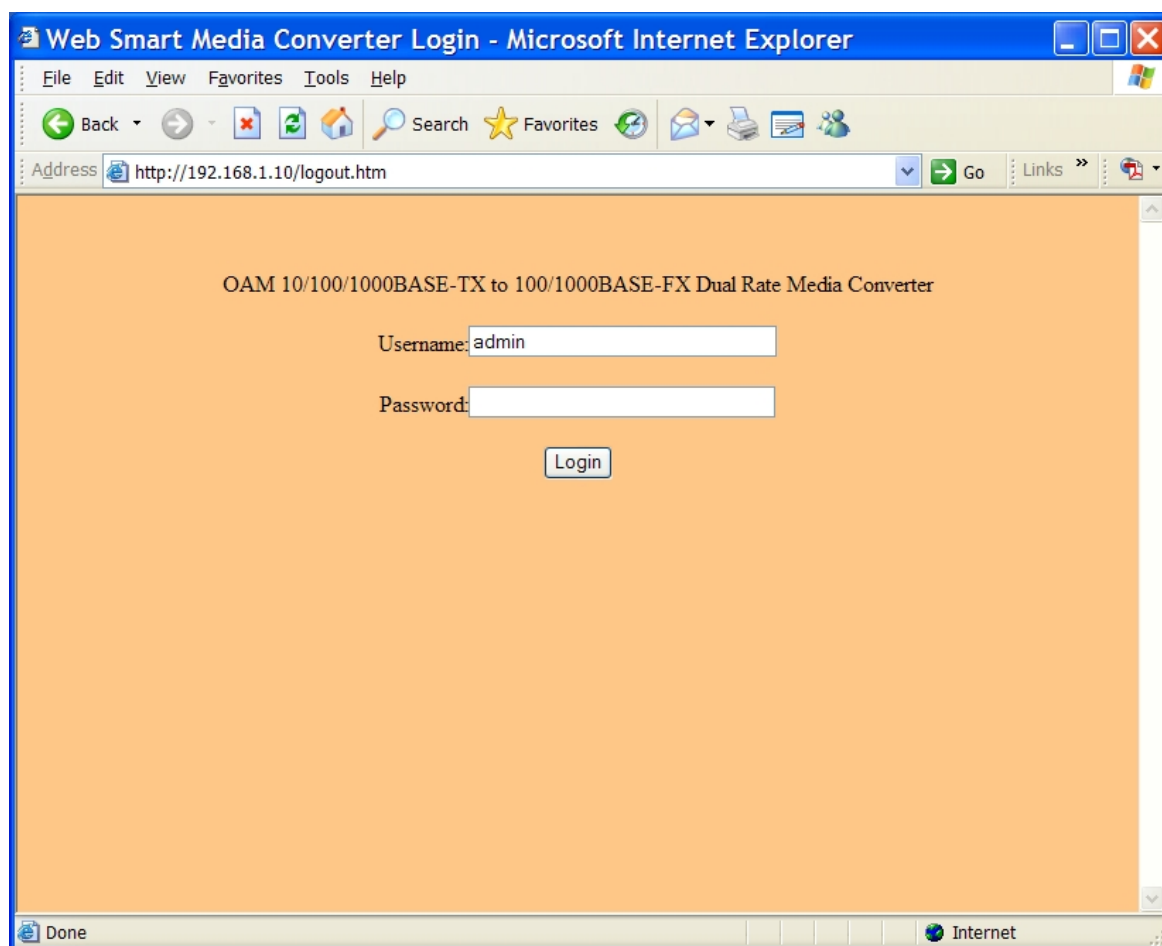 Web Smart Media Converter Login - Microsoft Internet Explorer
File Edit View Favorites Tools Help
Back Search Favorites
Address http://192.168.1.10/logout.htm Go Links »
OAM 10/100/1000BASE-TX to 100/1000BASE-FX Dual Rate Media Converter
Username: admin
Password:
Login
Done Internet